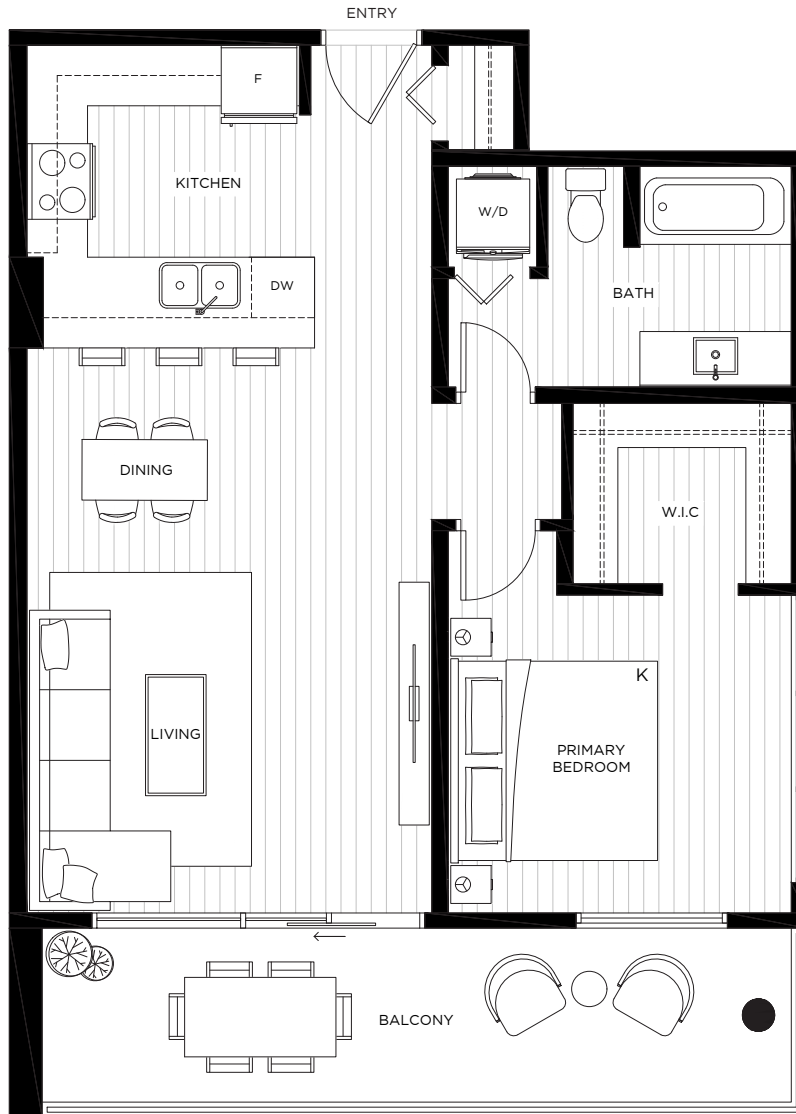 ENTRY
F
KITCHEN
W/D
DW
BATH
DINING
W.I.C
K
LIVING
PRIMARY
BEDROOM
BALCONY